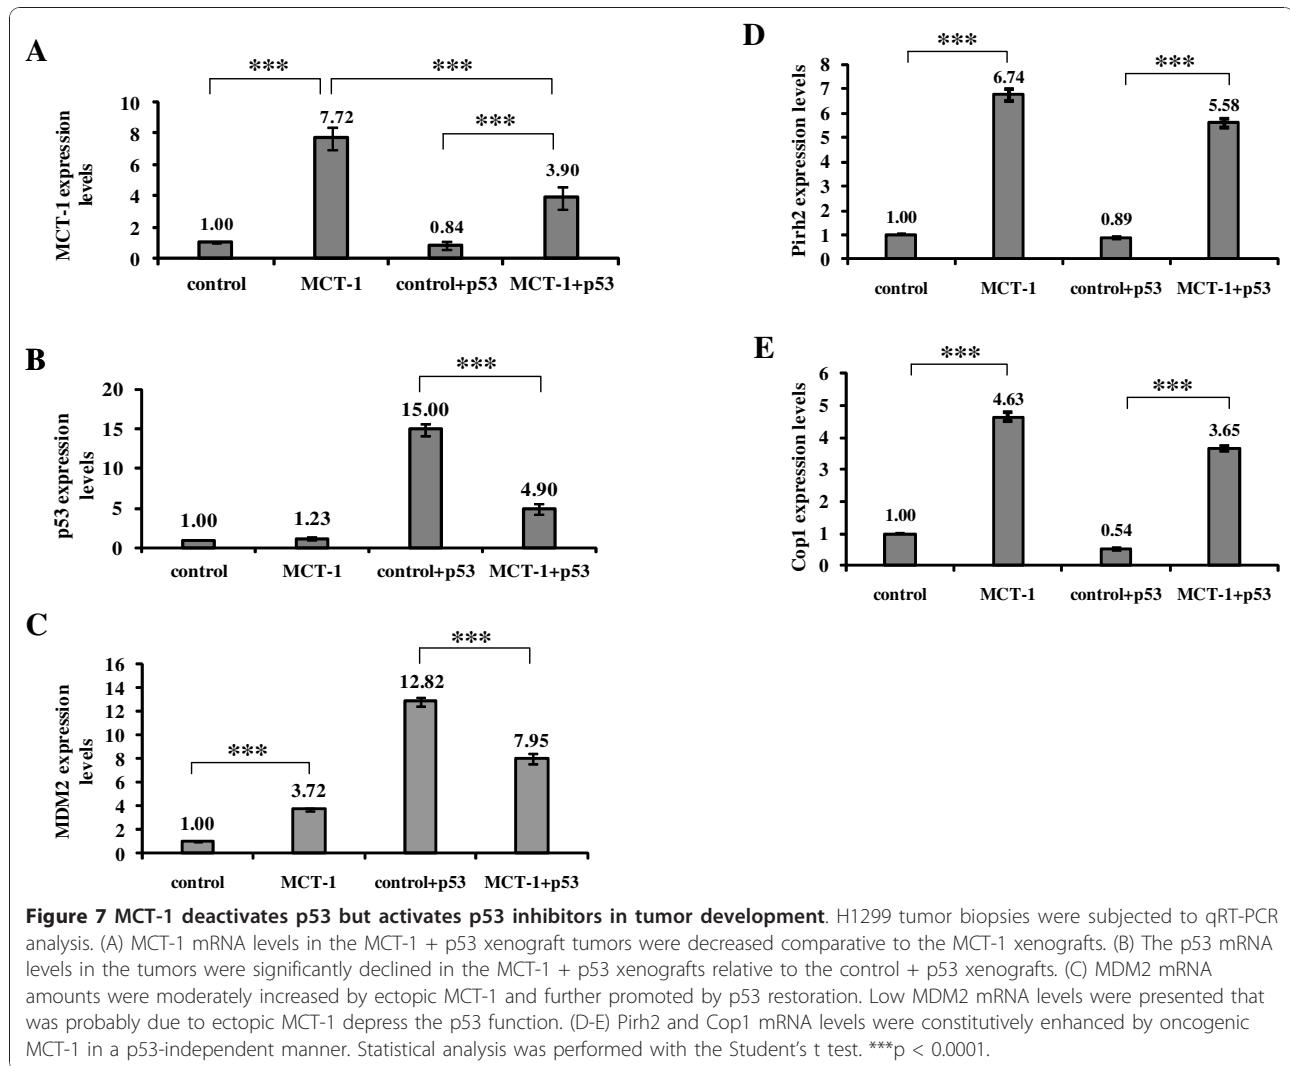 A
***
***
***
MCT-1 expression
levels
10
8
6
4
2
0
1.00
7.72
0.84
3.90
control
MCT-1
control+p53
MCT-1+p53
B
***
p53 expression
levels
20
15
10
5
0
1.00
1.23
15.00
4.90
control
MCT-1
control+p53
MCT-1+p53
C
***
***
MDM2 expression
levels
16
14
12
10
8
6
4
2
0
1.00
3.72
12.82
7.95
control
MCT-1
control+p53
MCT-1+p53
D
***
***
Pirh2 expression levels
8
7
6
5
4
3
2
1
0
1.00
6.74
0.89
5.58
control
MCT-1
control+p53
MCT-1+p53
E
***
***
Cop1 expression levels
6
5
4
3
2
1
0
1.00
4.63
0.54
3.65
control
MCT-1
control+p53
MCT-1+p53
Figure 7 MCT-1 deactivates p53 but activates p53 inhibitors in tumor development. H1299 tumor biopsies were subjected to qRT-PCR
analysis. (A) MCT-1 mRNA levels in the MCT-1 + p53 xenograft tumors were decreased comparative to the MCT-1 xenografts. (B) The p53 mRNA
levels in the tumors were significantly declined in the MCT-1 + p53 xenografts relative to the control + p53 xenografts. (C) MDM2 mRNA
amounts were moderately increased by ectopic MCT-1 and further promoted by p53 restoration. Low MDM2 mRNA levels were presented that
was probably due to ectopic MCT-1 depress the p53 function. (D-E) Pirh2 and Cop1 mRNA levels were constitutively enhanced by oncogenic
MCT-1 in a p53-independent manner. Statistical analysis was performed with the Student's t test. ***p < 0.0001.